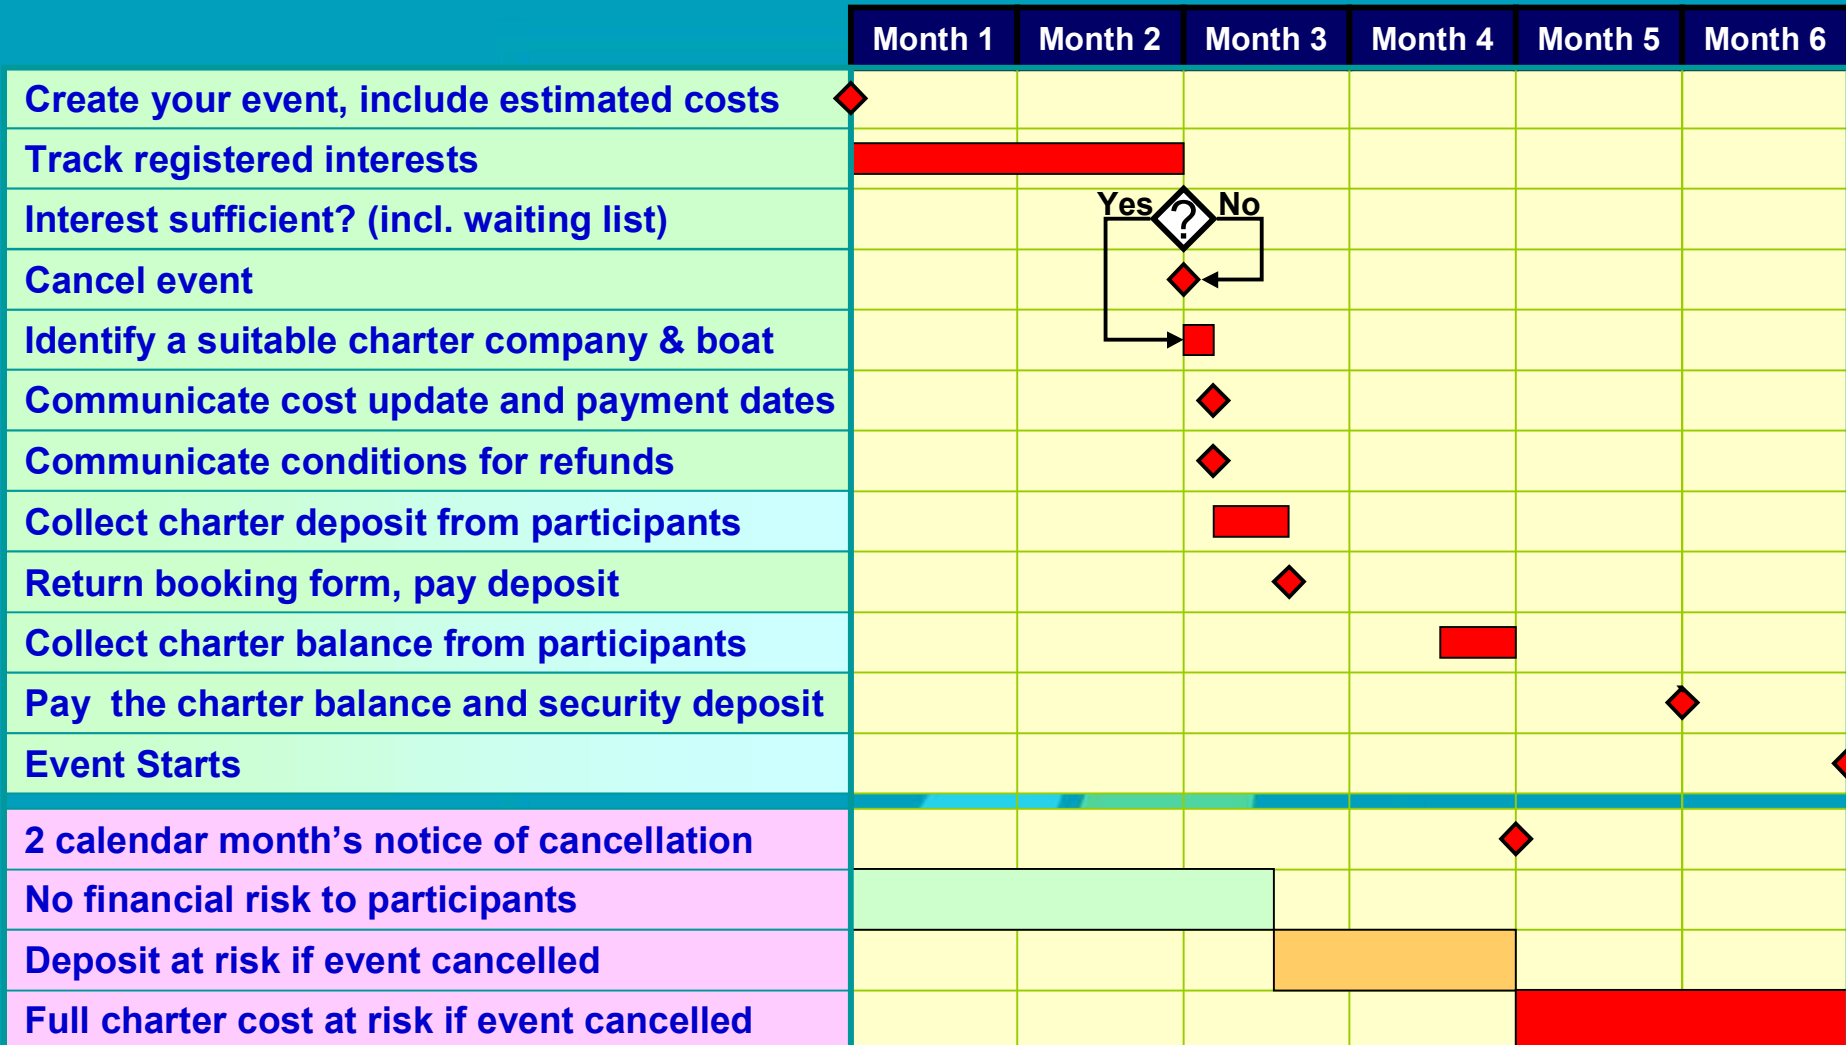 Month 1 Month 2 Month 3 Month 4 Month 5 Month 6
Create your event, include estimated costs
Track registered interests
Interest sufficient? (incl. waiting list) Yes ? No
Cancel event
Identify a suitable charter company & boat
Communicate cost update and payment dates
Communicate conditions for refunds
Collect charter deposit from participants
Return booking form, pay deposit
Collect charter balance from participants
Pay  the charter balance and security deposit
Event Starts
2 calendar month’s notice of cancellation
No financial risk to participants
Deposit at risk if event cancelled
Full charter cost at risk if event cancelled